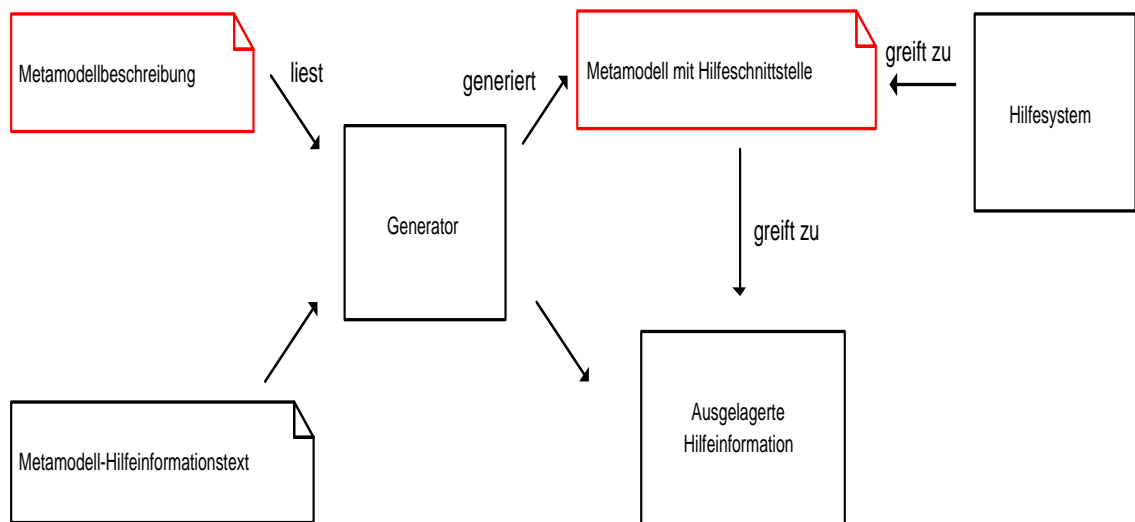 Metamodellbeschreibung
liest
generiert
Metamodell mit Hilfeschnittstelle
greift zu
Hilfesystem
Generator
greift zu
Metamodell-Hilfeinformationstext
Ausgelagerte
Hilfeinformation